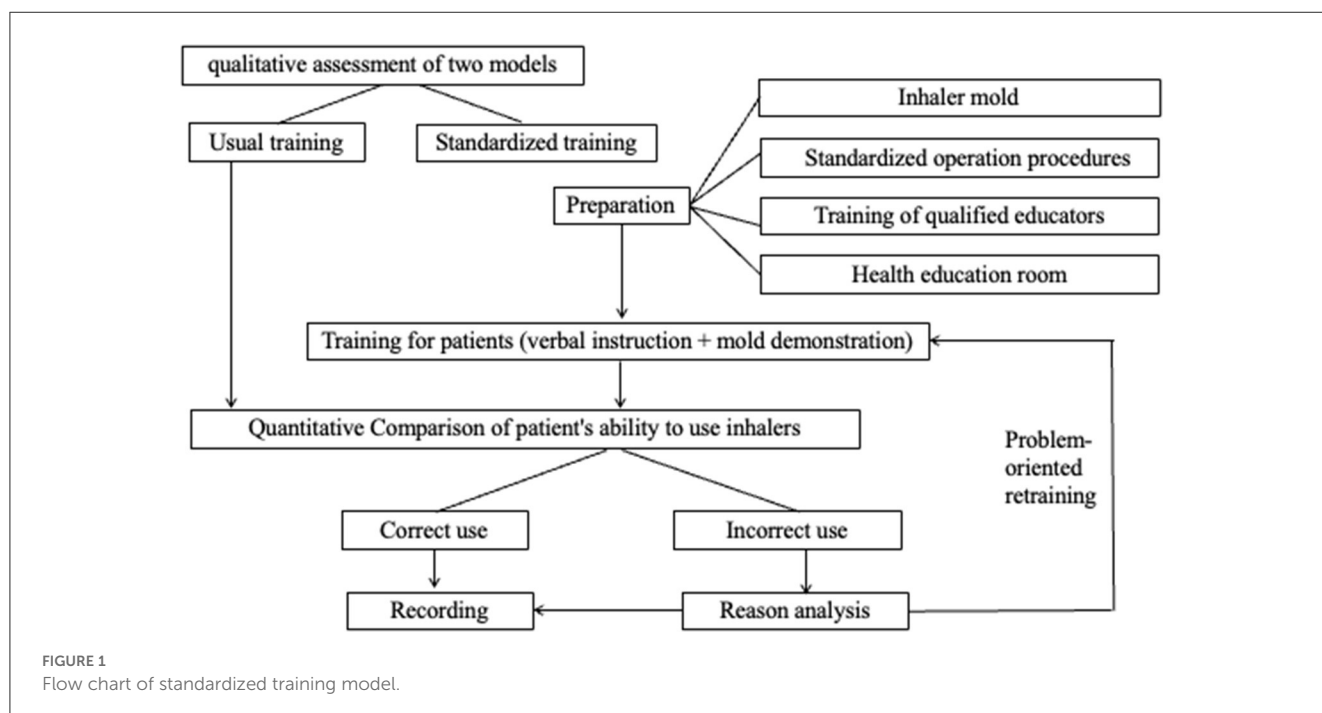 qualitative assessment of two models
Usual training
Standardized training
Inhaler mold
Standardized operation procedures
Preparation
Training of qualified educators
Health education room
Training for patients (verbal instruction + mold demonstration)
Quantitative Comparison of patient's ability to use inhalers
Problem-
oriented
retraining
Correct use
Incorrect use
Recording
Reason analysis
FIGURE 1
Flow chart of standardized training model.